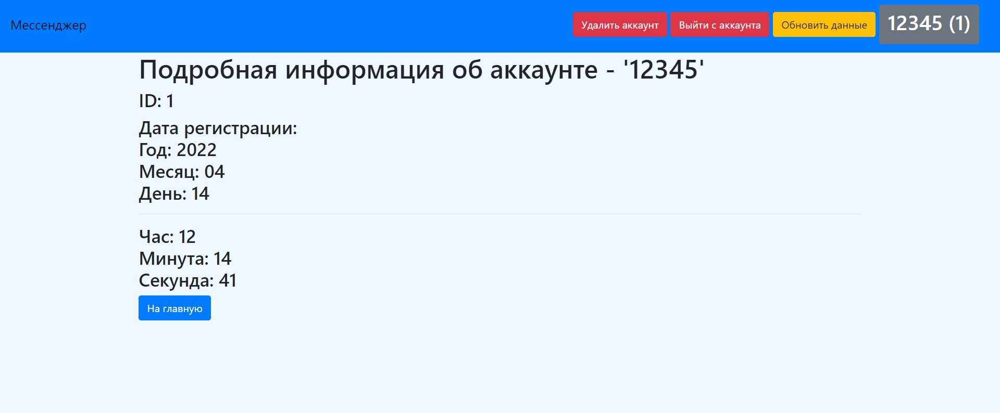 Мессенджер
Удалить аккаунт
Выйти с аккаунта
Обновить данные
12345 (1)
Подробная информация об аккаунте - '12345'
ID: 1
Дата регистрации:
Год: 2022
Месяц: 04
День: 14
Час: 12
Минута: 14
Секунда: 41
На главную